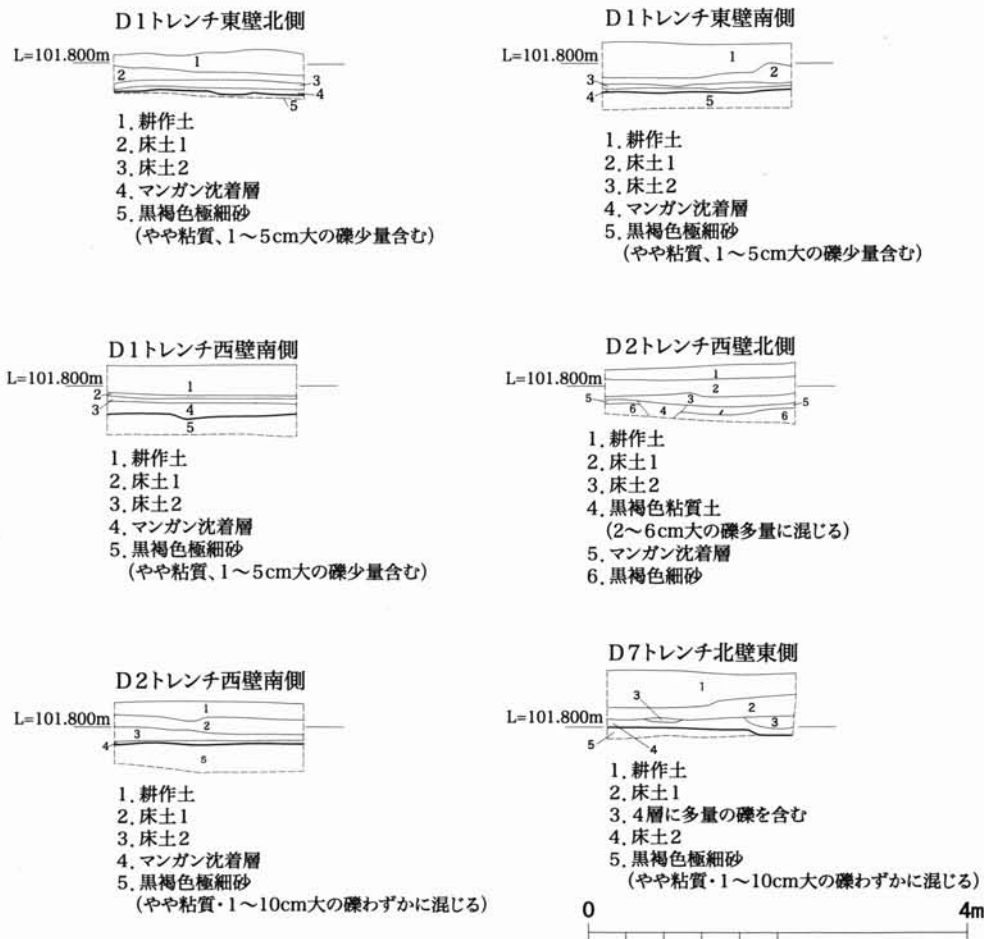 D1トレンチ東壁北側
L=101.800m
1
2
3
4
5
1. 耕作土
2. 床土1
3. 床土2
4. マンガン沈着層
5. 黒褐色極細砂
(やや粘質、1〜5cm大の礫少量含む)
D1トレンチ東壁南側
L=101.800m
1
2
3
4
5
1. 耕作土
2. 床土1
3. 床土2
4. マンガン沈着層
5. 黒褐色極細砂
(やや粘質、1〜5cm大の礫少量含む)
D1トレンチ西壁南側
L=101.800m
1
2
3
4
5
1. 耕作土
2. 床土1
3. 床土2
4. マンガン沈着層
5. 黒褐色極細砂
(やや粘質、1〜5cm大の礫少量含む)
D2トレンチ西壁北側
L=101.800m
1
2
5 3 5
6 4 6
1. 耕作土
2. 床土1
3. 床土2
4. 黒褐色粘質土
(2〜6cm大の礫多量に混じる)
5. マンガン沈着層
6. 黒褐色細砂
D2トレンチ西壁南側
L=101.800m
1
2
3
4
5
1. 耕作土
2. 床土1
3. 床土2
4. マンガン沈着層
5. 黒褐色極細砂
(やや粘質・1〜10cm大の礫わずかに混じる)
D7トレンチ北壁東側
L=101.800m
1
3 2
3
5 4
1. 耕作土
2. 床土1
3. 4層に多量の礫を含む
4. 床土2
5. 黒褐色極細砂
(やや粘質・1〜10cm大の礫わずかに混じる)
0 4m